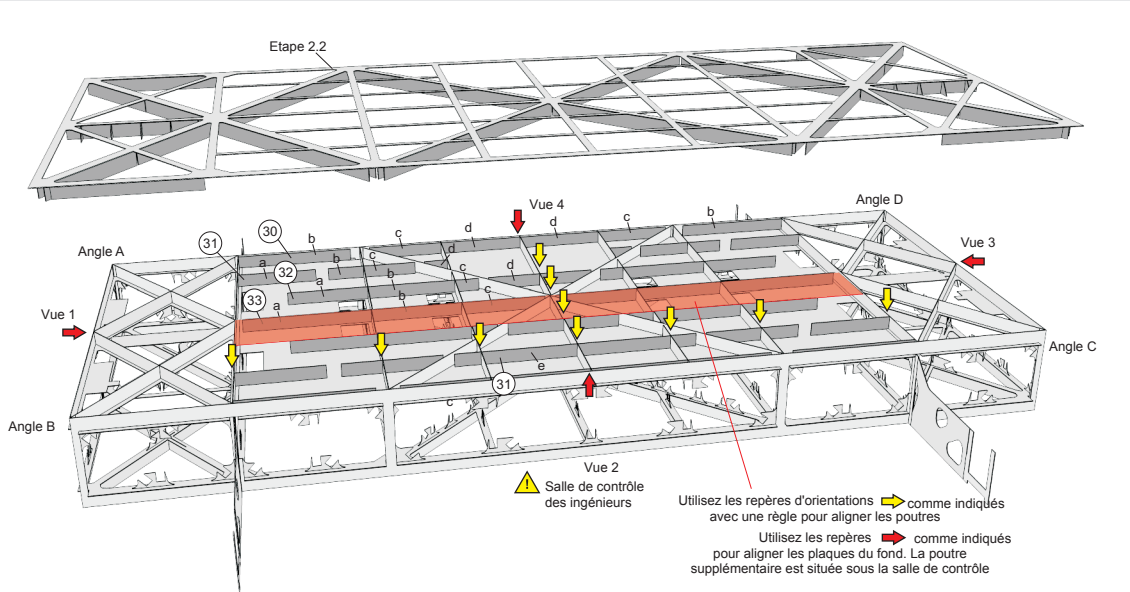 Etape 2.2
Vue 4
Angle D
d
d
c
b
31
30
b
c
Angle A
d
c
b
Vue 3
a
32
c
d
a
b
c
33
a
b
Vue 1
Angle C
e
31
c
Angle B
Vue 2
! Salle de contrôle
des ingénieurs
Utilisez les repères d'orientations comme indiqués
avec une règle pour aligner les poutres
Utilisez les repères comme indiqués
pour aligner les plaques du fond. La poutre
supplémentaire est située sous la salle de contrôle